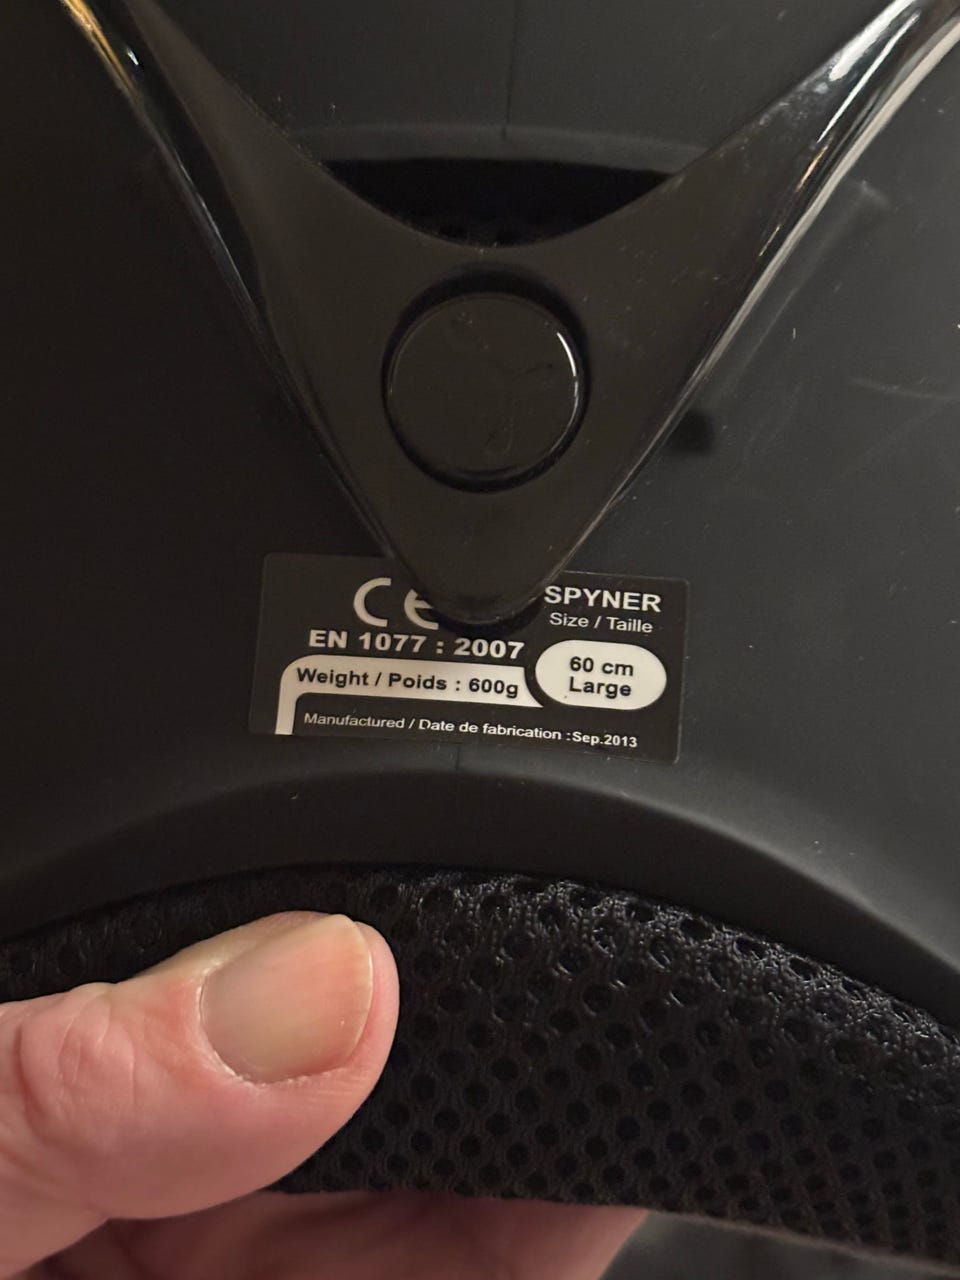 CE
EN 1077 : 2007
SPYNER
Size / Taille
60 cm
Large
Weight / Poids : 600g
Manufactured / Date de fabrication : Sep.2013